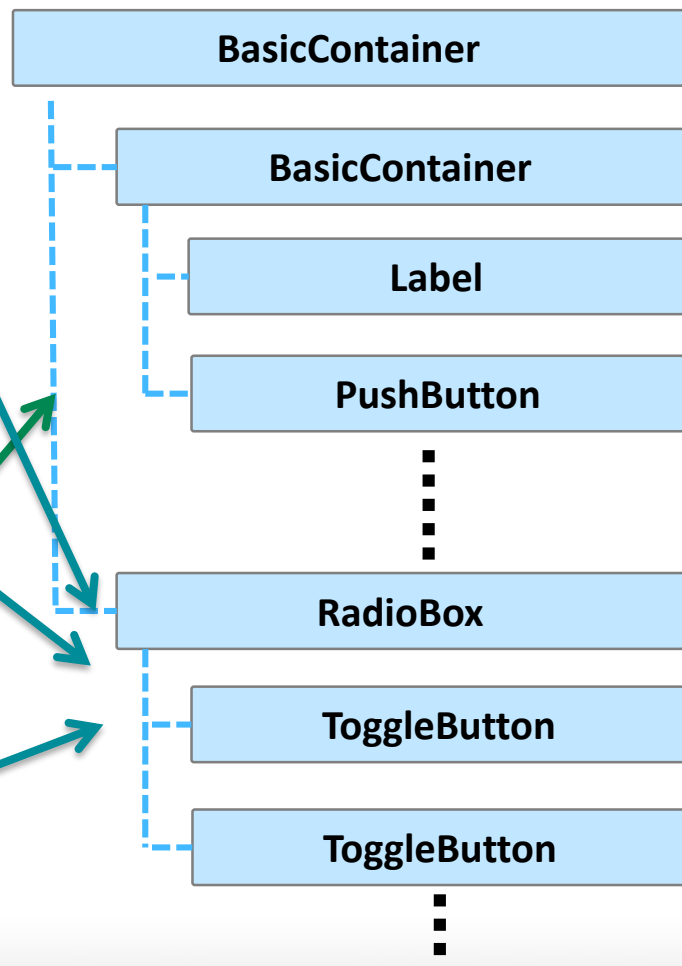 BasicContainer
BasicContainer
Label
PushButton
RadioBox
ToggleButton
ToggleButton